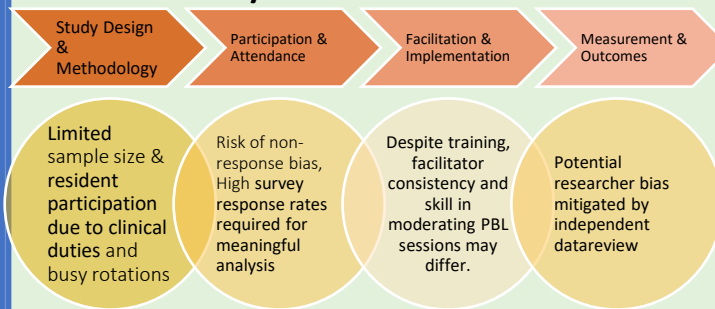 Study Design
&
Methodology
Participation &
Attendance
Facilitation &
Implementation
Measurement &
Outcomes
Limited
sample size &
resident
participation
due to clinical
duties and
busy rotations
Risk of non-
response bias,
High survey
response rates
required for
meaningful
analysis
Despite training,
facilitator
consistency and
skill in
moderating PBL
sessions may
differ.
Potential
researcher bias
mitigated by
independent
datareview